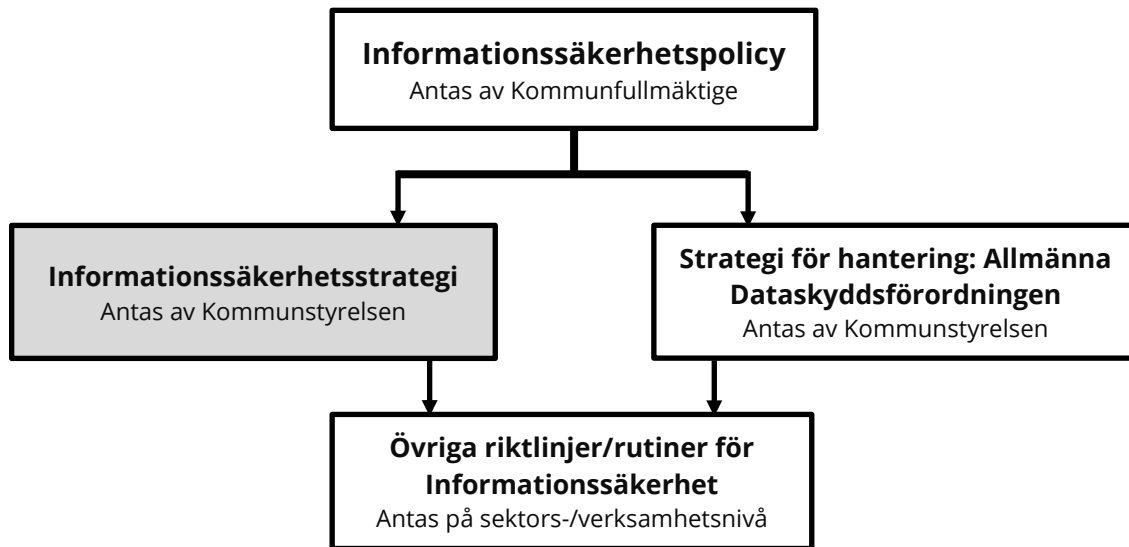 Informationssäkerhetspolicy
Antas av Kommunfullmäktige
Informationssäkerhetsstrategi
Antas av Kommunstyrelsen
Strategi för hantering: Allmänna
Dataskyddsförordningen
Antas av Kommunstyrelsen
Övriga riktlinjer/rutiner för
Informationssäkerhet
Antas på sektors-/verksamhetsnivå